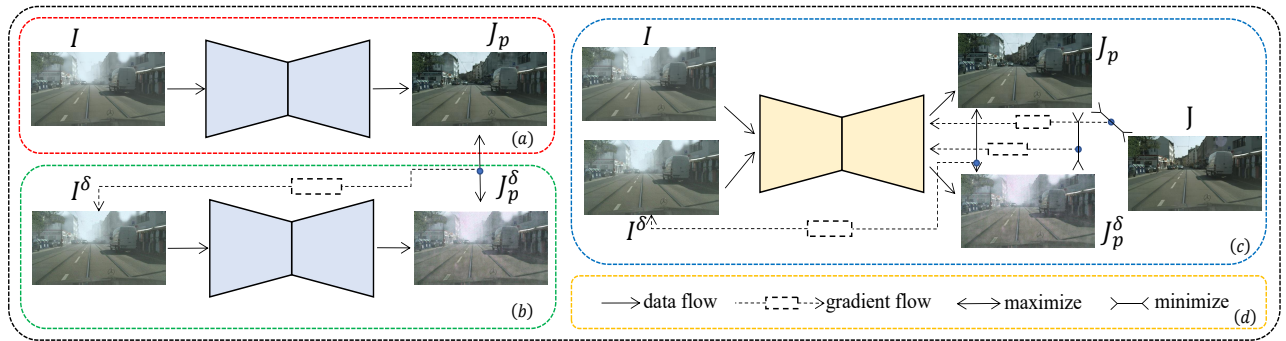 I
J_p
(a)
I^δ
J_p^δ
(b)
I
J_p
J
I^δ
J_p^δ
(c)
data flow
gradient flow
maximize
minimize
(d)